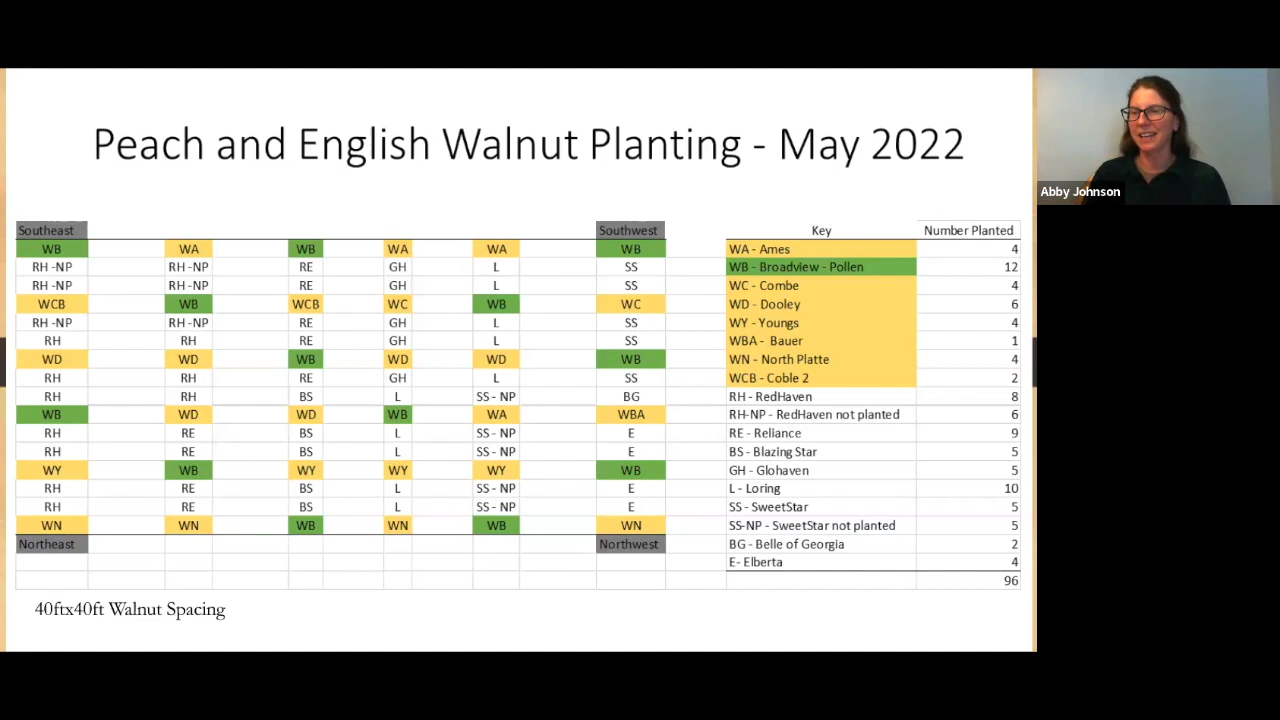 Peach and English Walnut Planting - May 2022
Abby Johnson
Southeast Southwest Key Number Planted
WB WA WB WA WA WB WA - Ames 4
RH -NP RH -NP RE GH L SS WB - Broadview - Pollen 12
RH -NP RH -NP RE GH L SS WC - Combe 4
WCB WB WCB WC WB WC WD - Dooley 6
RH -NP RH -NP RE GH L SS WY - Youngs 4
RH RH RE GH L SS WBA - Bauer 1
WD WD WB WD WD WB WN - North Platte 4
RH RH RE GH L SS WCB - Coble 2 2
RH RH BS L SS - NP BG RH - RedHaven 8
WB WD WD WB WA WBA RH-NP - RedHaven not planted 6
RH RE BS L SS - NP E RE - Reliance 9
RH RE BS L SS - NP E BS - Blazing Star 5
WY WB WY WY WY WB GH - Glohaven 5
RH RE BS L SS - NP E L - Loring 10
RH RE BS L SS - NP E SS - SweetStar 5
WN WN WB WN WB WN SS-NP - SweetStar not planted 5
Northeast Northwest BG - Belle of Georgia 2
E- Elberta 4
96
40ftx40ft Walnut Spacing